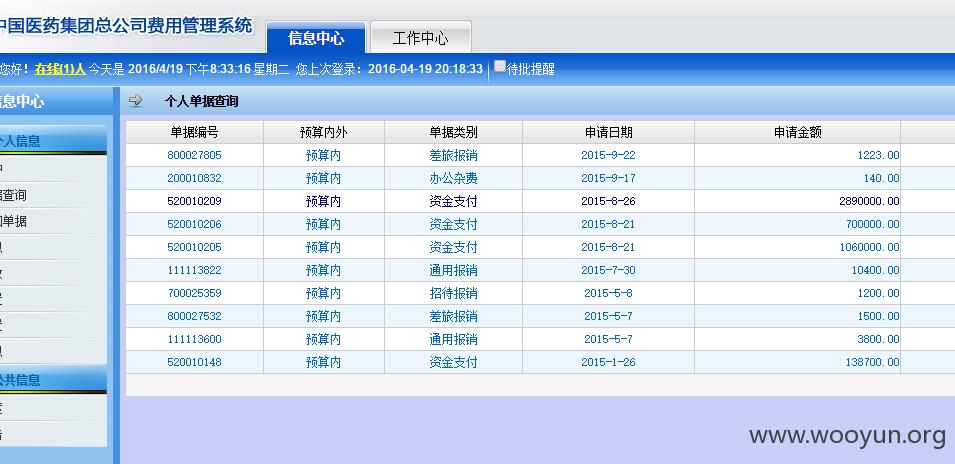 中国医药集团总公司费用管理系统
信息中心 工作中心
您好！在线(1)人 今天是 2016/4/19 下午8:33:16 星期二 您上次登录：2016-04-19 20:18:33 待批提醒
信息中心
个人单据查询
个人信息
单据编号 预算内外 单据类别 申请日期 申请金额
800027805 预算内 差旅报销 2015-9-22 1223.00
200010832 预算内 办公杂费 2015-9-17 140.00
查询
520010209 预算内 资金支付 2015-8-26 2890000.00
单据
520010206 预算内 资金支付 2015-8-21 700000.00
520010205 预算内 资金支付 2015-8-21 1060000.00
111113822 预算内 通用报销 2015-7-30 10400.00
700025359 预算内 招待报销 2015-5-8 1200.00
800027532 预算内 差旅报销 2015-5-7 1500.00
111113600 预算内 通用报销 2015-5-7 3800.00
520010148 预算内 资金支付 2015-1-26 138700.00
公共信息
www.wooyun.org